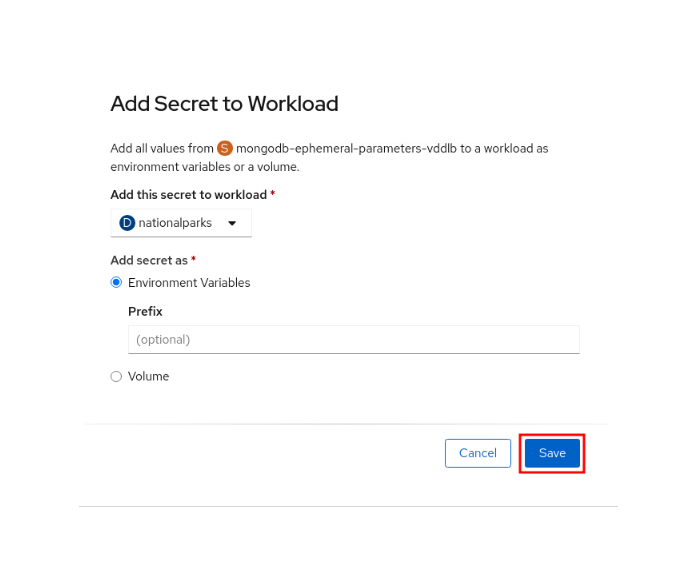 Add Secret to Workload
Add all values from S mongodb-ephemeral-parameters-vddlb to a workload as
environment variables or a volume.
Add this secret to workload *
D nationalparks
Add secret as *
Environment Variables
Prefix
(optional)
Volume
Cancel Save